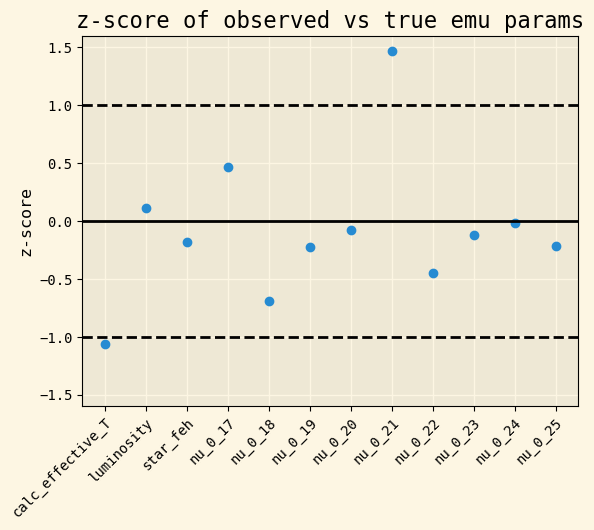 z-score of observed vs true emu params
z-score
1.5
1.0
0.5
0.0
−0.5
−1.0
−1.5
calc_effective_T
luminosity
star_feh
nu_0_17
nu_0_18
nu_0_19
nu_0_20
nu_0_21
nu_0_22
nu_0_23
nu_0_24
nu_0_25